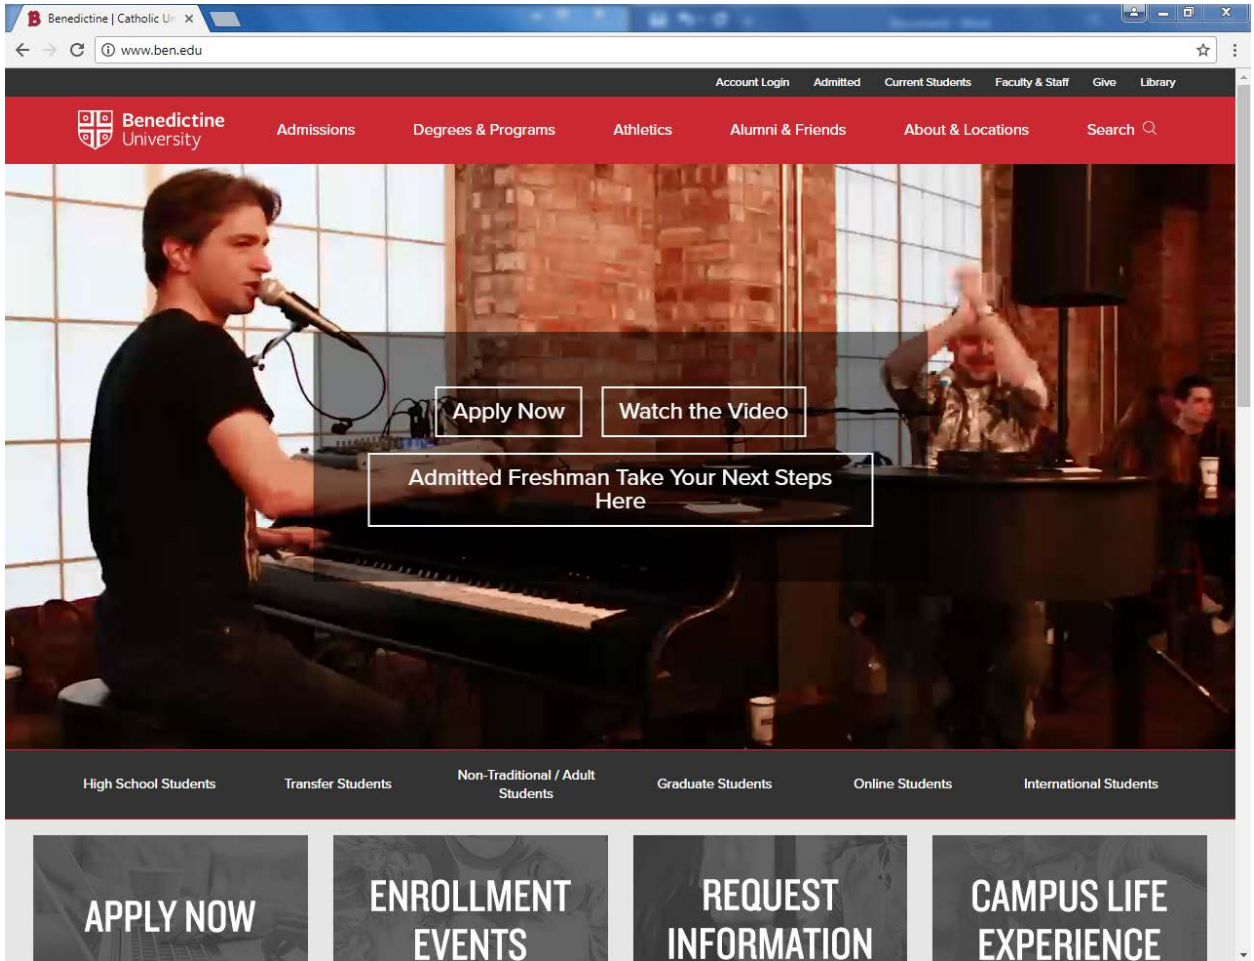 Benedictine | Catholic Un
www.ben.edu
Account Login Admitted Current Students Faculty & Staff Give Library
Benedictine
University
Admissions Degrees & Programs Athletics Alumni & Friends About & Locations Search
Apply Now Watch the Video
Admitted Freshman Take Your Next Steps
Here
High School Students Transfer Students Non-Traditional / Adult
Students Graduate Students Online Students International Students
APPLY NOW
ENROLLMENT
EVENTS
REQUEST
INFORMATION
CAMPUS LIFE
EXPERIENCE